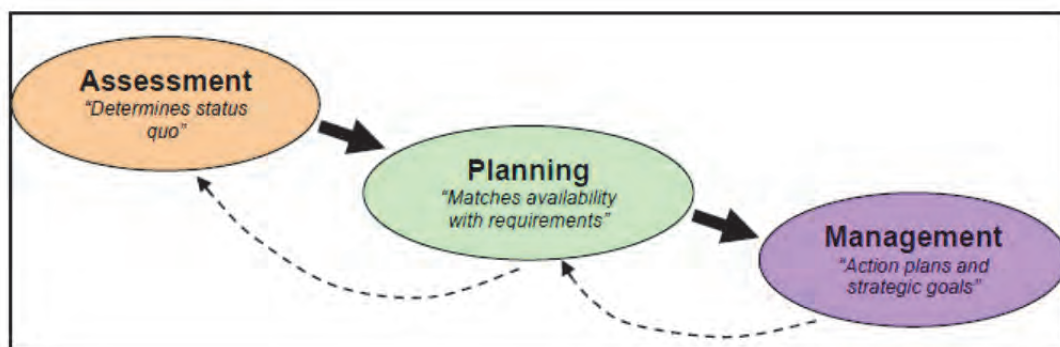 Assessment
“Determines status
quo”
Planning
“Matches availability
with requirements”
Management
“Action plans and
strategic goals”